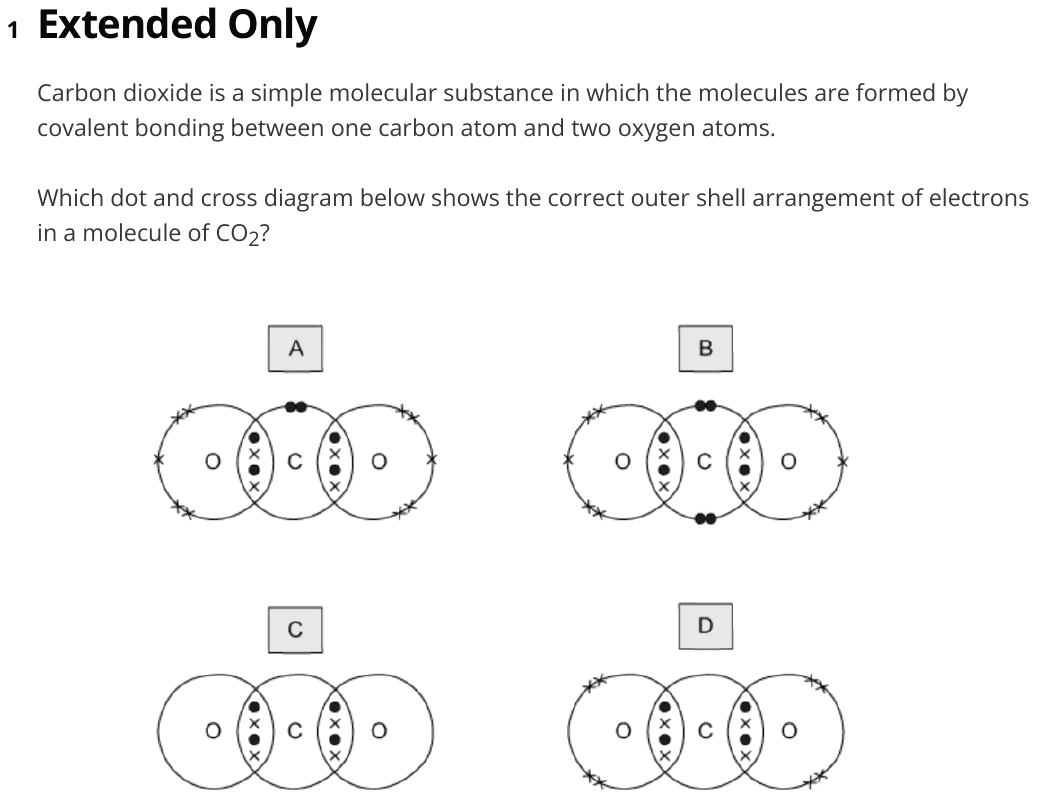 1 Extended Only
Carbon dioxide is a simple molecular substance in which the molecules are formed by
covalent bonding between one carbon atom and two oxygen atoms.
Which dot and cross diagram below shows the correct outer shell arrangement of electrons
in a molecule of CO₂?
A B
O C O O C O
C D
O C O O C O